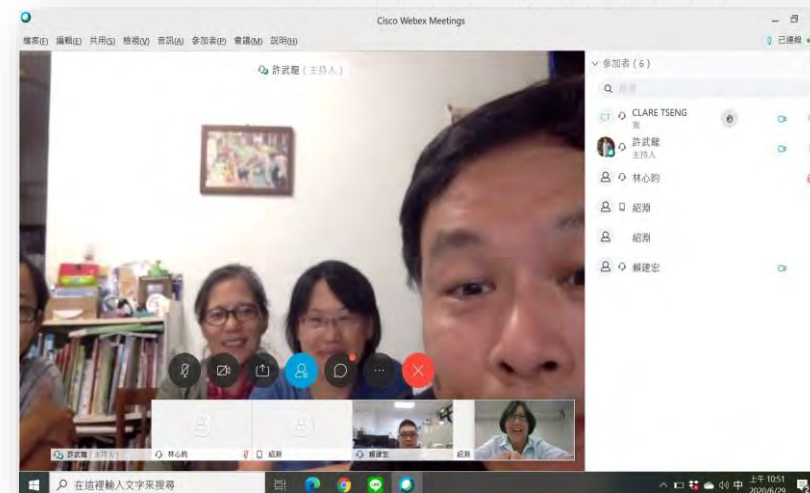 Cisco Webex Meetings
檔案(F) 編輯(E) 共用(S) 檢視(V) 音訊(A) 參加者(P) 會議(M) 說明(H)
已連線
許武龍 (主持人)
參加者 (6)
搜尋
CT CLARE TSENG
我
許武龍
主持人
林心昀
紹淵
紹淵
賴建宏
許武龍 (主持人) 林心昀 紹淵 賴建宏 紹淵
在這裡輸入文字來搜尋
中 上午 10:51
2020/6/29